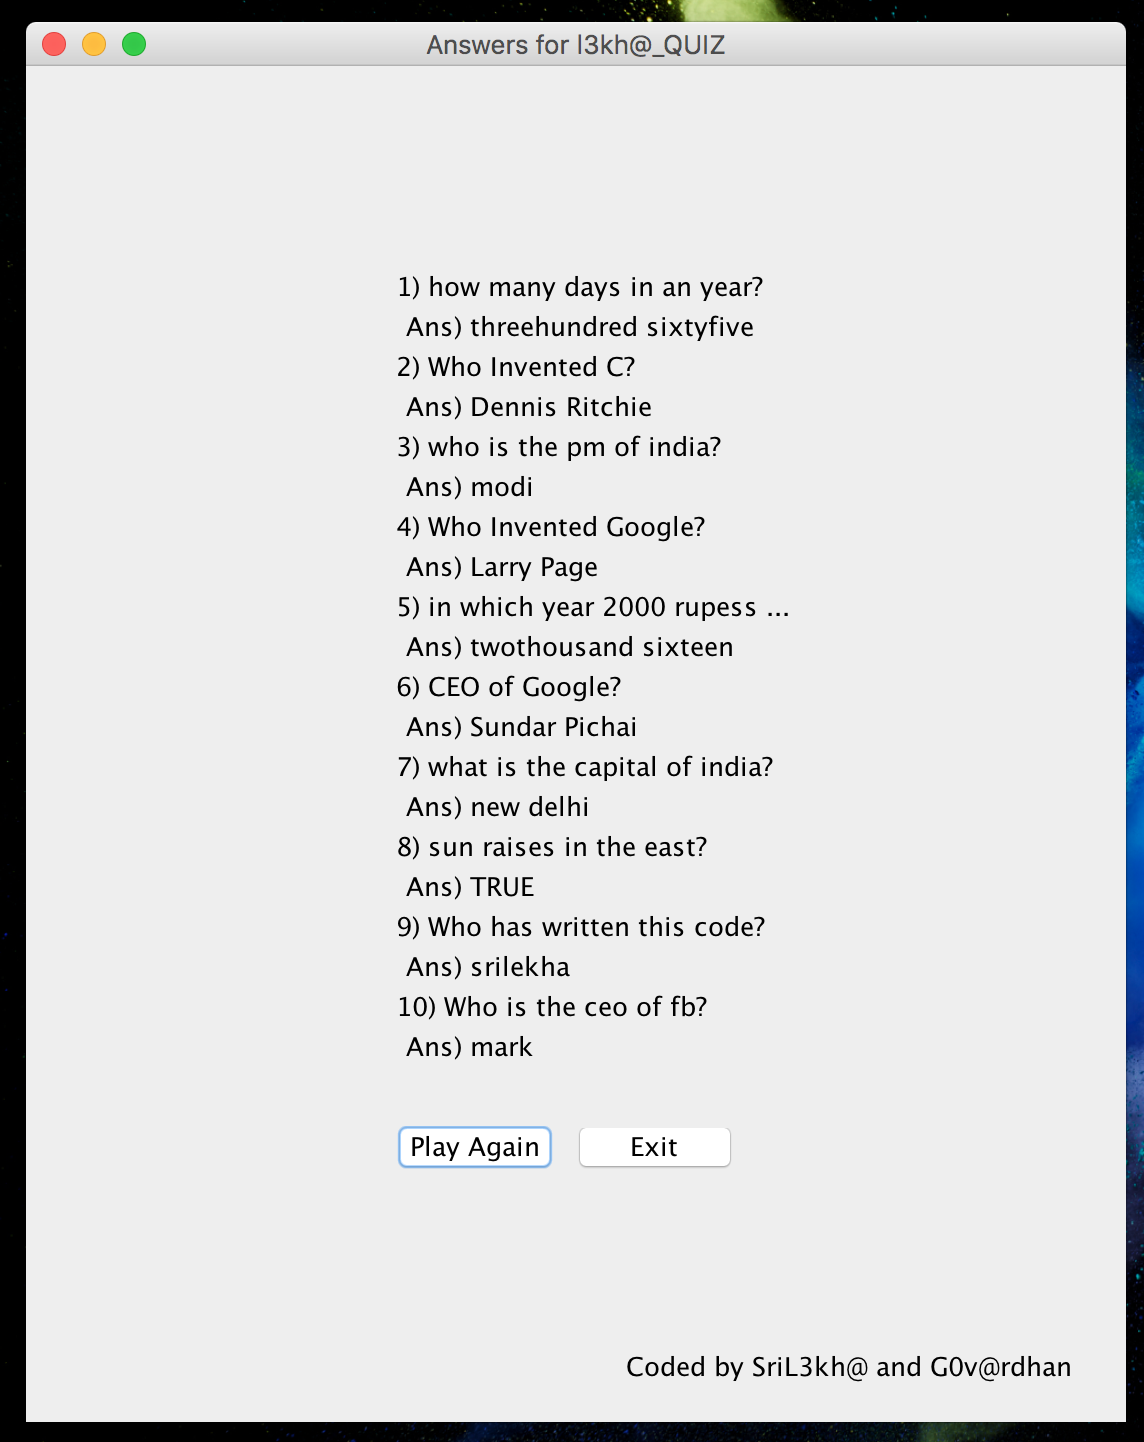 Answers for l3kh@_QUIZ
1) how many days in an year?
Ans) threehundred sixtyfive
2) Who Invented C?
Ans) Dennis Ritchie
3) who is the pm of india?
Ans) modi
4) Who Invented Google?
Ans) Larry Page
5) in which year 2000 rupess ...
Ans) twothousand sixteen
6) CEO of Google?
Ans) Sundar Pichai
7) what is the capital of india?
Ans) new delhi
8) sun raises in the east?
Ans) TRUE
9) Who has written this code?
Ans) srilekha
10) Who is the ceo of fb?
Ans) mark
Play Again Exit
Coded by SriL3kh@ and G0v@rdhan